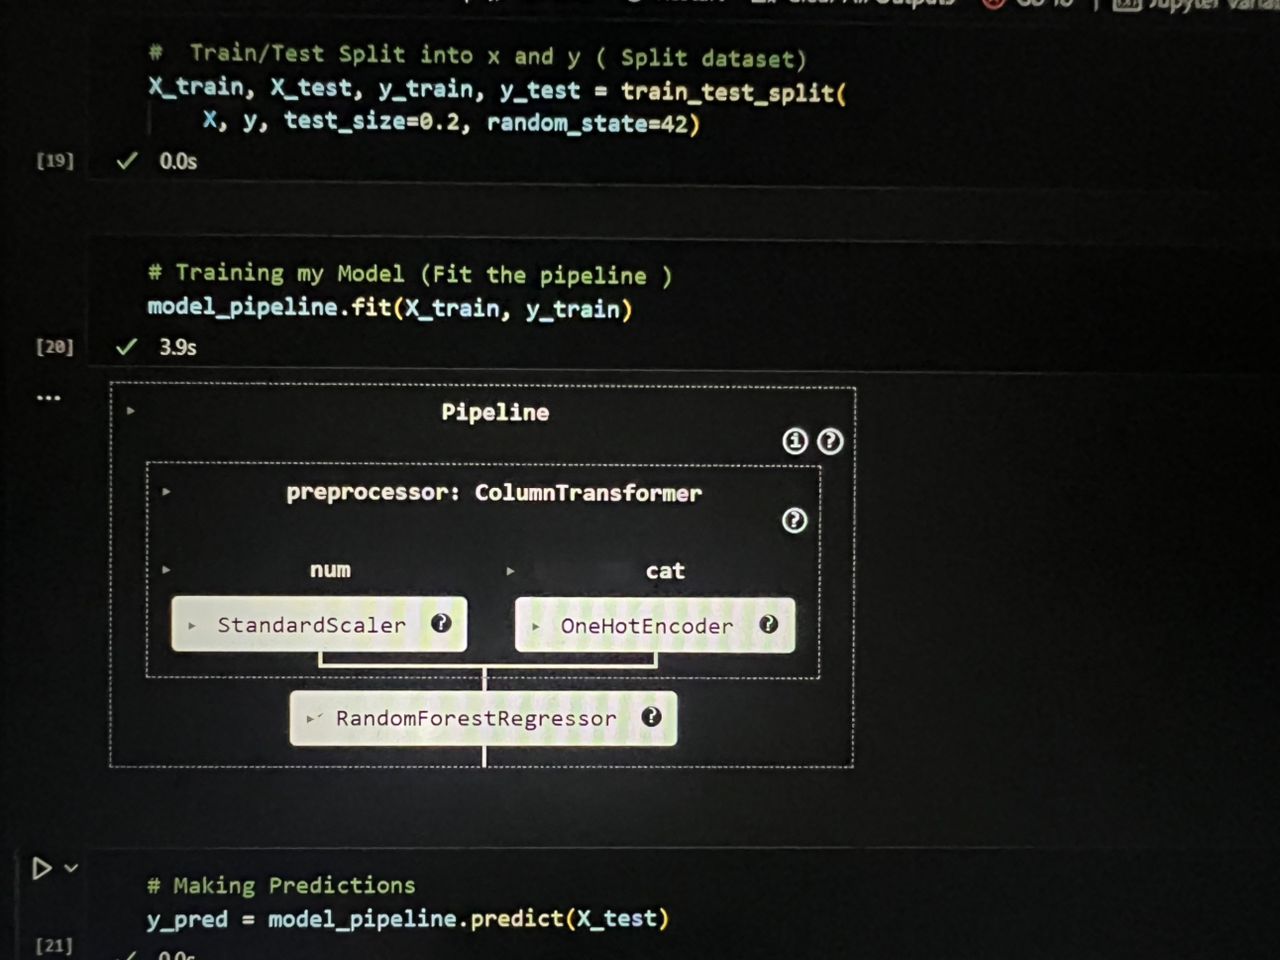 #  Train/Test Split into x and y ( Split dataset)
X_train, X_test, y_train, y_test = train_test_split(
X, y, test_size=0.2, random_state=42)
[19] ✓ 0.0s
# Training my Model (Fit the pipeline )
model_pipeline.fit(X_train, y_train)
[20] ✓ 3.9s
...
Pipeline
i ?
preprocessor: ColumnTransformer
?
num cat
StandardScaler ? OneHotEncoder ?
RandomForestRegressor ?
# Making Predictions
y_pred = model_pipeline.predict(X_test)
[21]